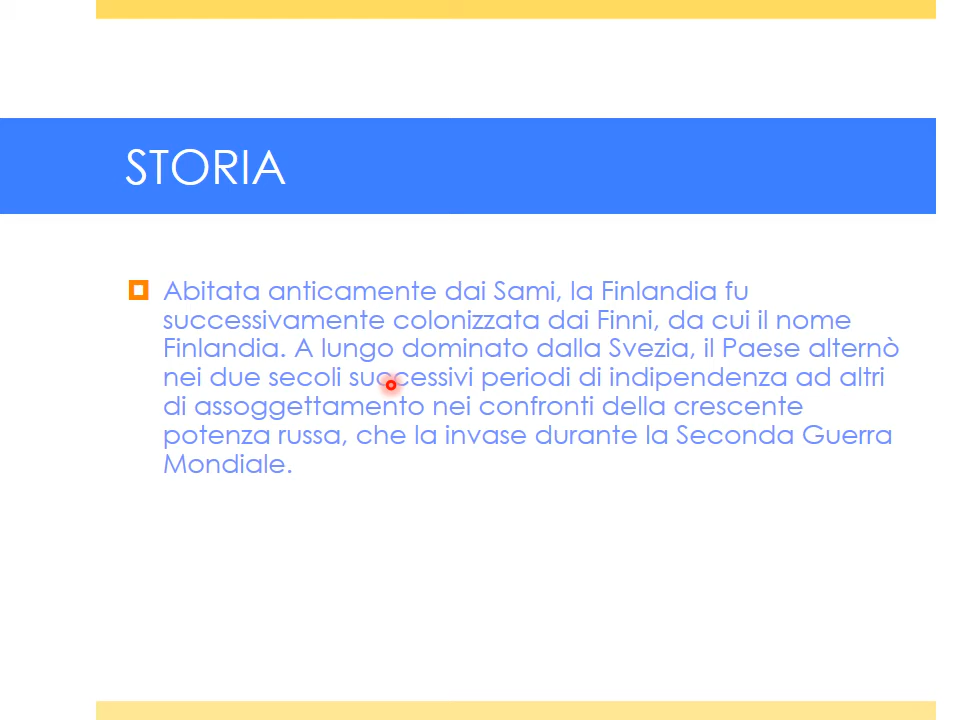 STORIA
Abitata anticamente dai Sami, la Finlandia fu
successivamente colonizzata dai Finni, da cui il nome
Finlandia. A lungo dominato dalla Svezia, il Paese alternò
nei due secoli successivi periodi di indipendenza ad altri
di assoggettamento nei confronti della crescente
potenza russa, che la invase durante la Seconda Guerra
Mondiale.